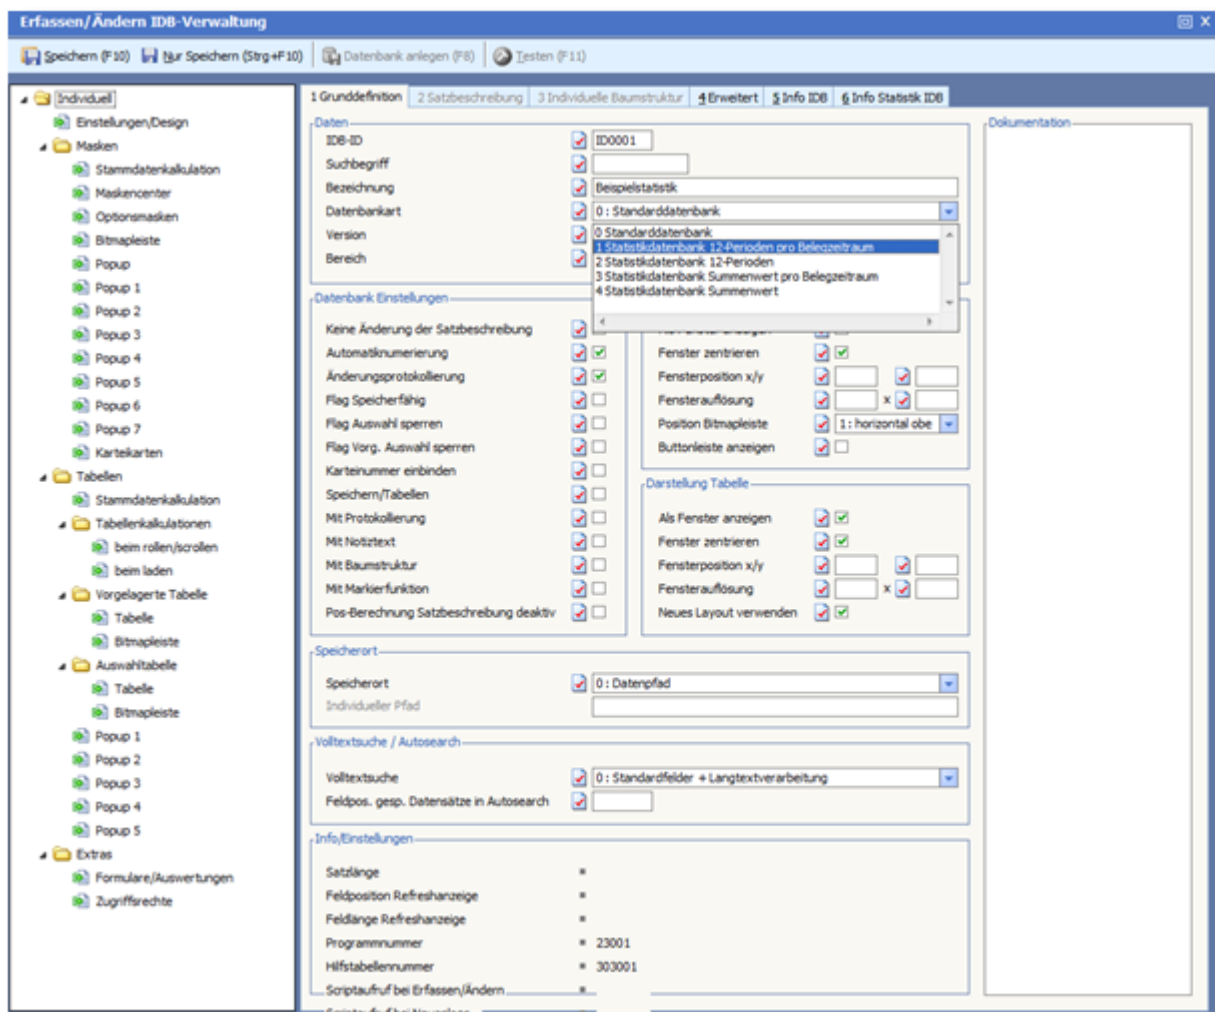 Erfassen/Ändern IDB-Verwaltung
Speichern (F10) Nur Speichern (Strg+F10) Datenbank anlegen (F8) Testen (F11)
Individuell
Einstellungen/Design
Masken
Stammdatenkalkulation
Maskencenter
Optionsmasken
Bitmapleiste
Popup
Popup 1
Popup 2
Popup 3
Popup 4
Popup 5
Popup 6
Popup 7
Karteikarten
Tabellen
Stammdatenkalkulation
Tabellenkalkulationen
beim rollen/scrollen
beim laden
Vorgelagerte Tabelle
Tabelle
Bitmapleiste
Auswahltabelle
Tabelle
Bitmapleiste
Popup 1
Popup 2
Popup 3
Popup 4
Popup 5
Extras
Formulare/Auswertungen
Zugriffsrechte
1 Grunddefinition 2 Satzbeschreibung 3 Individuelle Baumstruktur 4 Erweitert 5 Info IDB 6 Info Statistik IDB
Daten
IDB-ID ID0001
Suchbegriff
Bezeichnung Beispielstatistik
Datenbankart 0 : Standarddatenbank
Version
Bereich
0 Standarddatenbank
1 Statistikdatenbank 12-Perioden pro Belegzeitraum
2 Statistikdatenbank 12-Perioden
3 Statistikdatenbank Summenwert pro Belegzeitraum
4 Statistikdatenbank Summenwert
Datenbank Einstellungen
Keine Änderung der Satzbeschreibung
Automatiknumerierung
Änderungsprotokollierung
Flag Speicherfähig
Flag Auswahl sperren
Flag Vorg. Auswahl sperren
Karteinummer einbinden
Speichern/Tabellen
Mit Protokollierung
Mit Notiztext
Mit Baumstruktur
Mit Markierfunktion
Pos-Berechnung Satzbeschreibung deaktiv
Fenster zentrieren
Fensterposition x/y
Fensterauflösung x
Position Bitmapleiste 1 : horizontal obe
Buttonleiste anzeigen
Darstellung Tabelle
Als Fenster anzeigen
Fenster zentrieren
Fensterposition x/y
Fensterauflösung x
Neues Layout verwenden
Speicherort
Speicherort 0 : Datenpfad
Individueller Pfad
Volltextsuche / Autosearch
Volltextsuche 0 : Standardfelder + Langtextverarbeitung
Feldpos. gesp. Datensätze in Autosearch
Info/Einstellungen
Satzlänge
Feldposition Refreshanzeige
Feldlänge Refreshanzeige
Programmnummer 23001
Hilfstabellennummer 303001
Scriptaufruf bei Erfassen/Ändern
Dokumentation